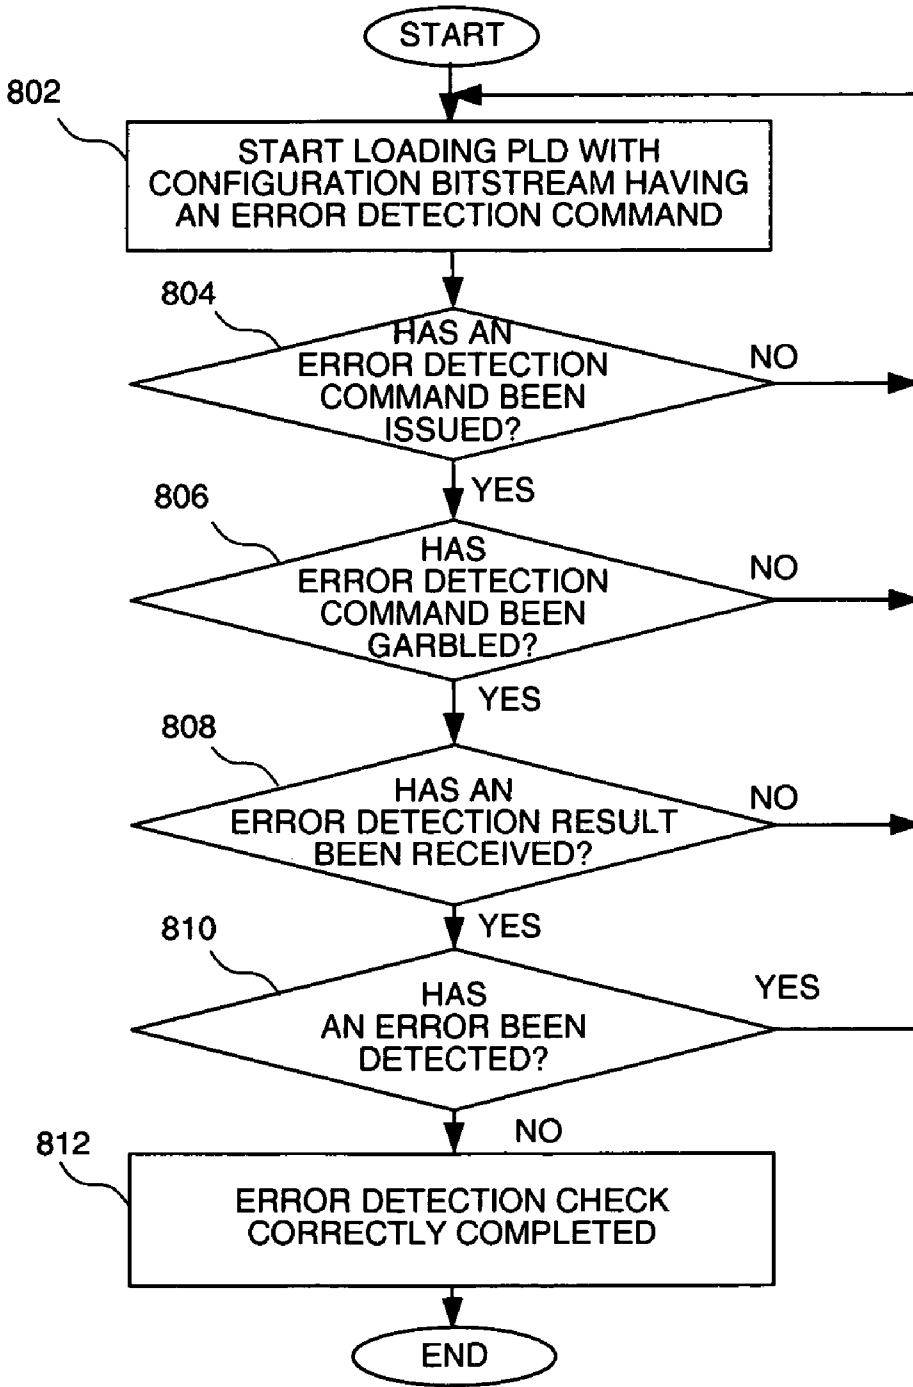 START
802
START LOADING PLD WITH
CONFIGURATION BITSTREAM HAVING
AN ERROR DETECTION COMMAND
804
HAS AN
ERROR DETECTION
COMMAND BEEN
ISSUED?
NO
YES
806
HAS
ERROR DETECTION
COMMAND BEEN
GARBLED?
NO
YES
808
HAS AN
ERROR DETECTION RESULT
BEEN RECEIVED?
NO
YES
810
HAS
AN ERROR BEEN
DETECTED?
YES
NO
812
ERROR DETECTION CHECK
CORRECTLY COMPLETED
END